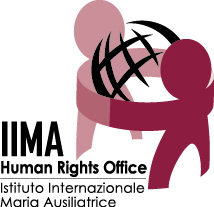 IIMA
Human Rights Office
Istituto Internazionale
Maria Ausiliatrice